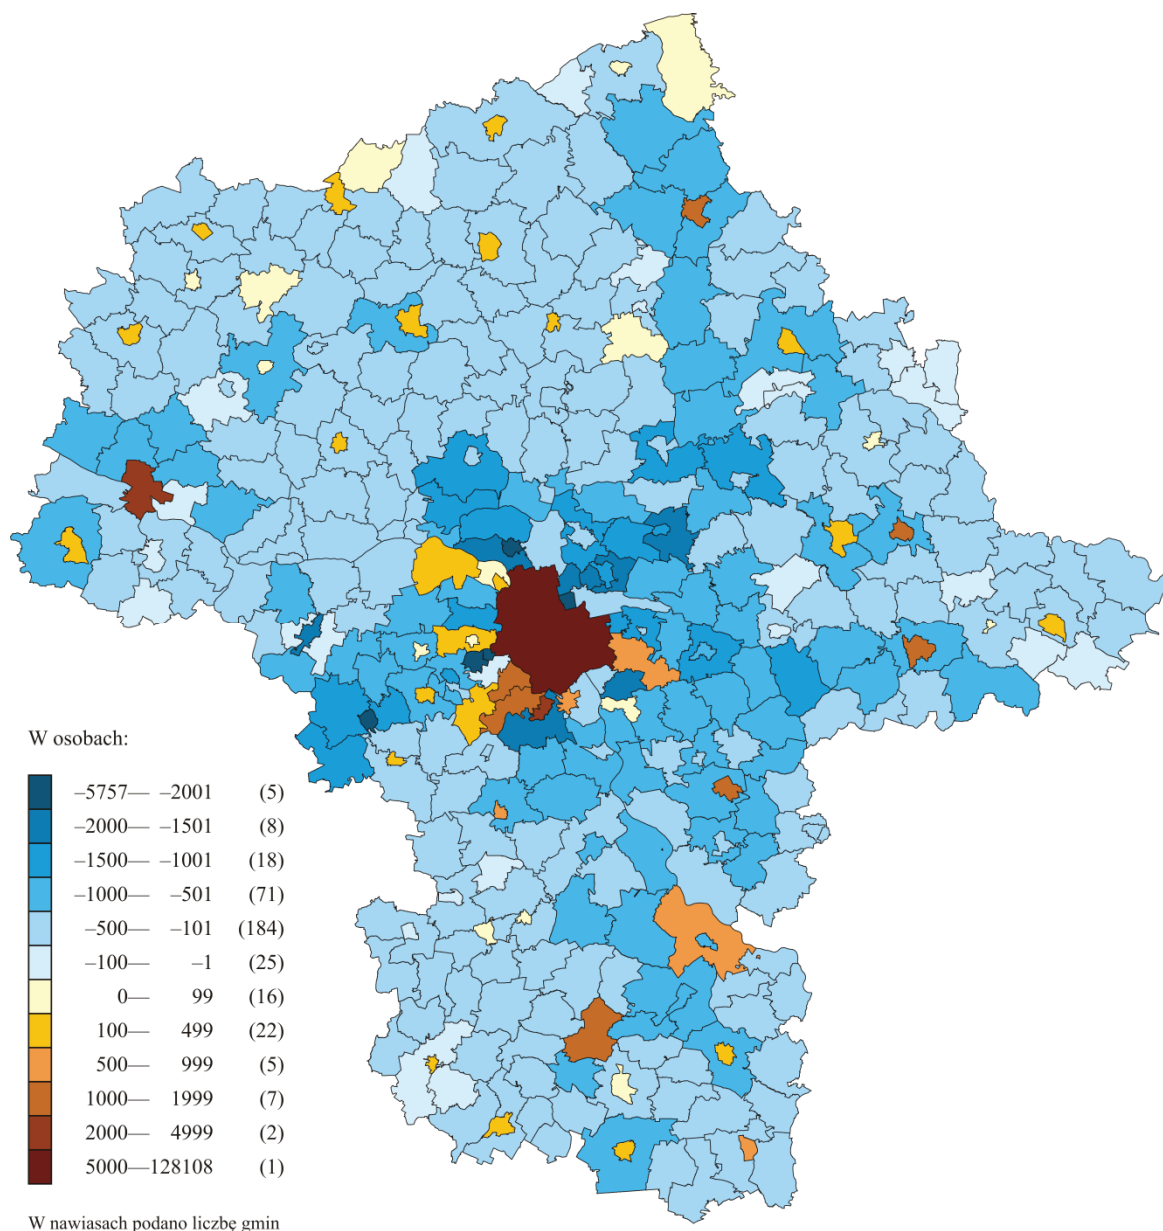 W osobach:
–5757— –2001 (5)
–2000— –1501 (8)
–1500— –1001 (18)
–1000— –501 (71)
–500— –101 (184)
–100— –1 (25)
0— 99 (16)
100— 499 (22)
500— 999 (5)
1000— 1999 (7)
2000— 4999 (2)
5000—128108 (1)
W nawiasach podano liczbę gmin